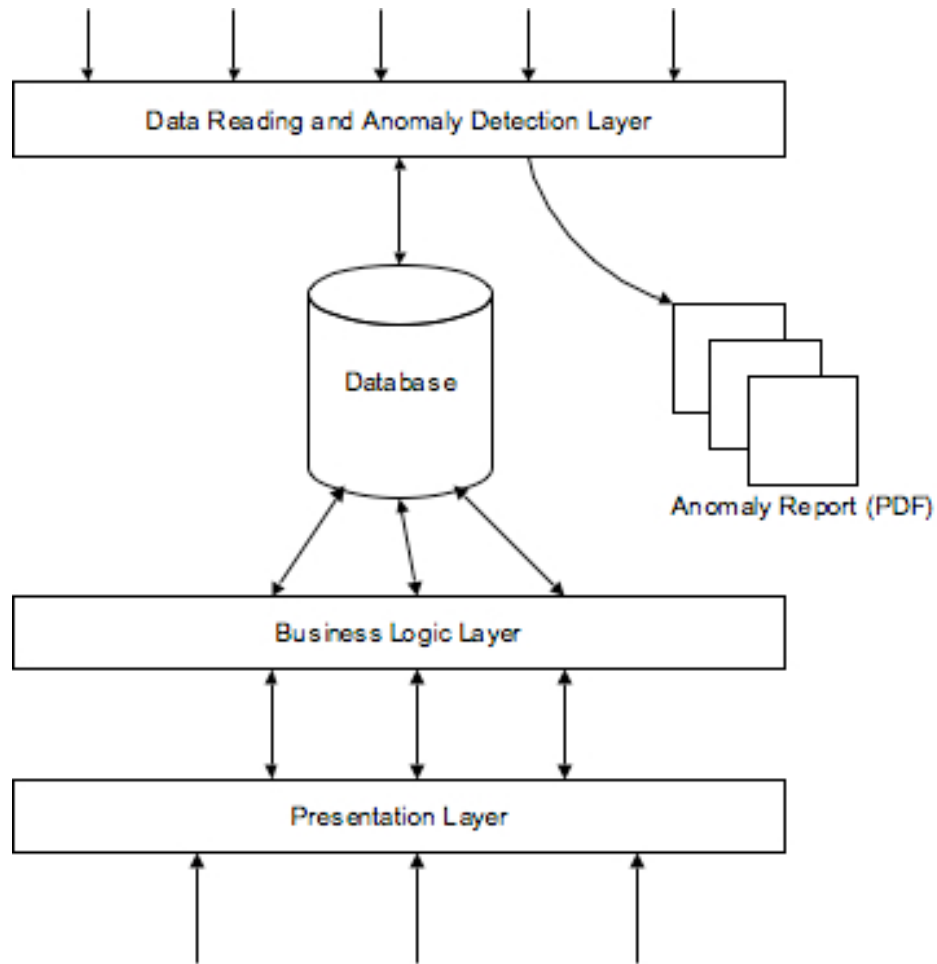 Data Reading and Anomaly Detection Layer
Database
Anomaly Report (PDF)
Business Logic Layer
Presentation Layer